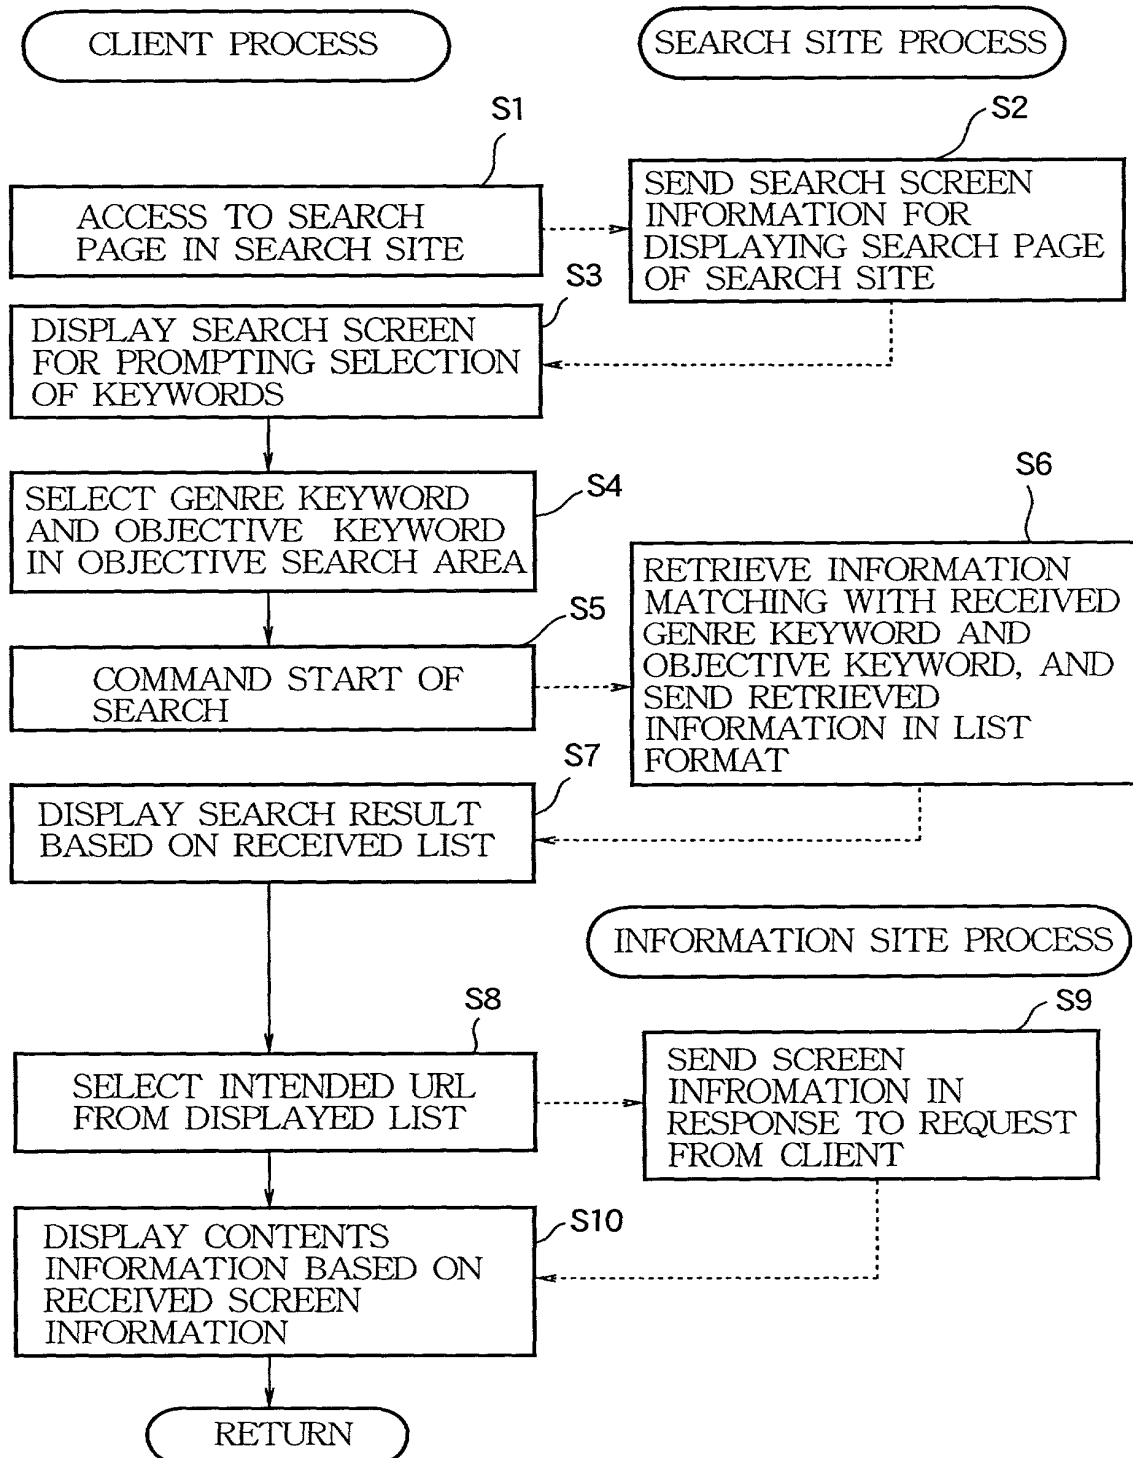 CLIENT PROCESS
SEARCH SITE PROCESS
S1
S2
ACCESS TO SEARCH
PAGE IN SEARCH SITE
SEND SEARCH SCREEN
INFORMATION FOR
DISPLAYING SEARCH PAGE
OF SEARCH SITE
S3
DISPLAY SEARCH SCREEN
FOR PROMPTING SELECTION
OF KEYWORDS
S4
SELECT GENRE KEYWORD
AND OBJECTIVE KEYWORD
IN OBJECTIVE SEARCH AREA
S5
COMMAND START OF
SEARCH
S6
RETRIEVE INFORMATION
MATCHING WITH RECEIVED
GENRE KEYWORD AND
OBJECTIVE KEYWORD, AND
SEND RETRIEVED
INFORMATION IN LIST
FORMAT
S7
DISPLAY SEARCH RESULT
BASED ON RECEIVED LIST
INFORMATION SITE PROCESS
S8
SELECT INTENDED URL
FROM DISPLAYED LIST
S9
SEND SCREEN
INFROMATION IN
RESPONSE TO REQUEST
FROM CLIENT
S10
DISPLAY CONTENTS
INFORMATION BASED ON
RECEIVED SCREEN
INFORMATION
RETURN